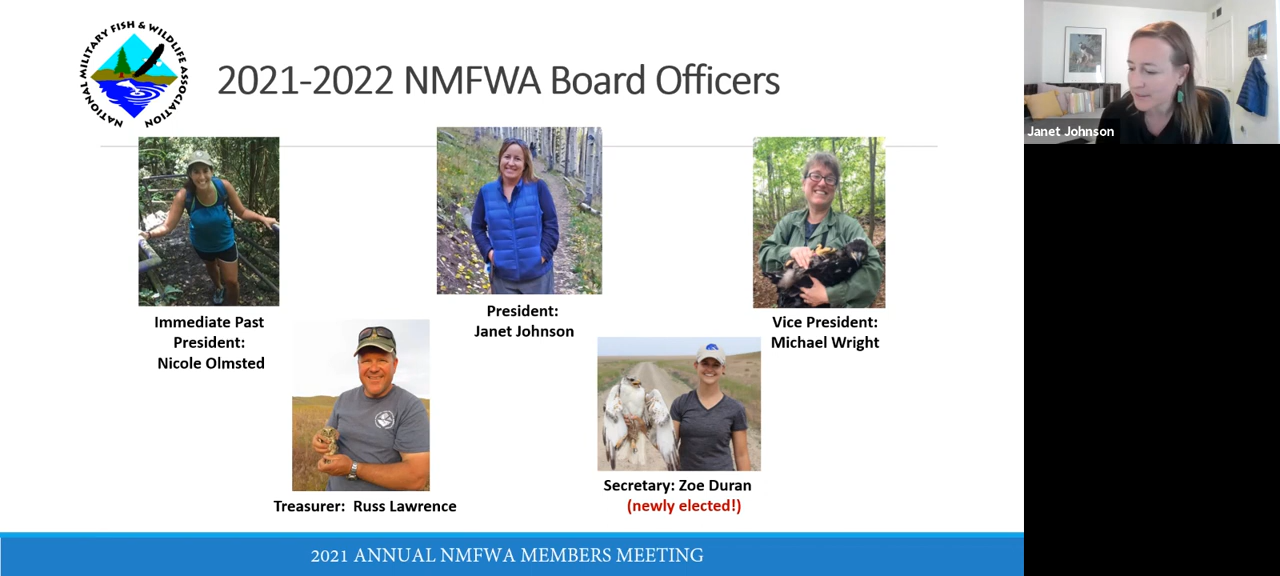 NATIONAL MILITARY FISH & WILDLIFE ASSOCIATION
2021-2022 NMFWA Board Officers
Janet Johnson
Immediate Past
President:
Nicole Olmsted
President:
Janet Johnson
Vice President:
Michael Wright
Treasurer:  Russ Lawrence
Secretary: Zoe Duran
(newly elected!)
2021 ANNUAL NMFWA MEMBERS MEETING